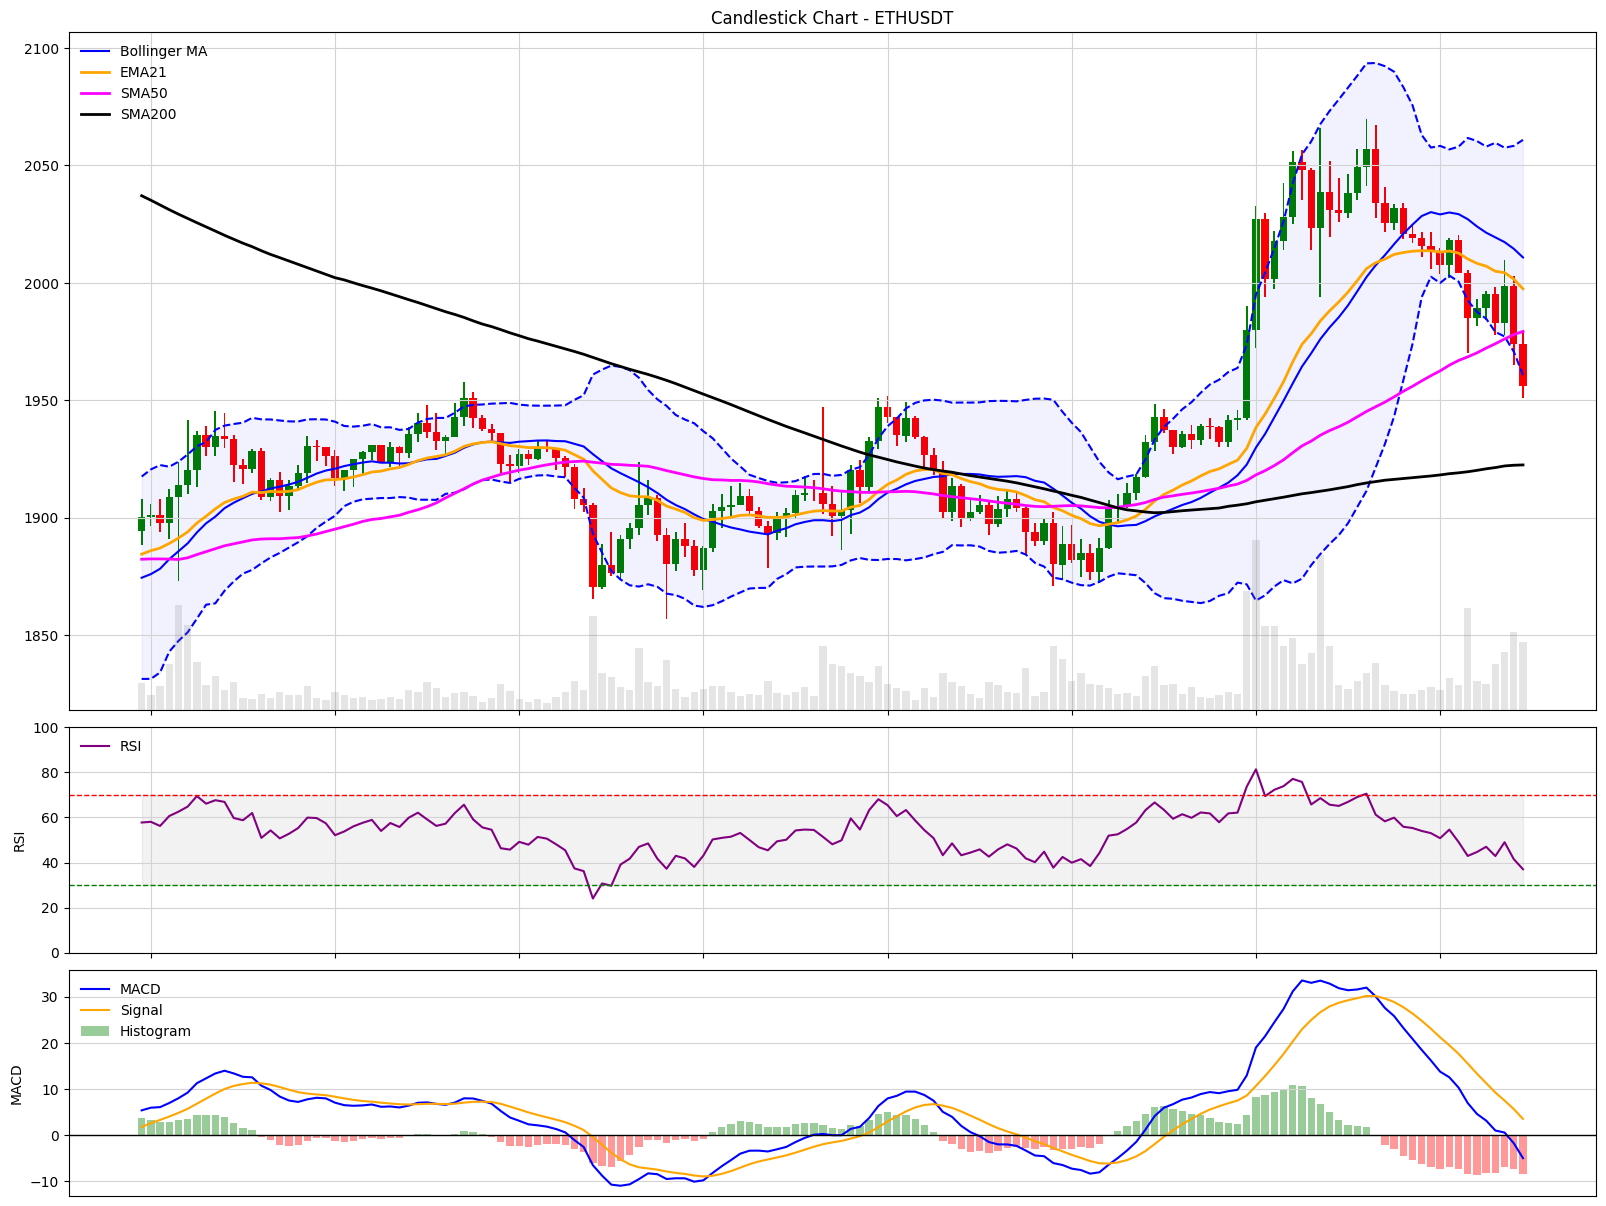 Candlestick Chart - ETHUSDT
Bollinger MA
EMA21
SMA50
SMA200
2100
2050
2000
1950
1900
1850
RSI
100
80
60
40
20
0
RSI
MACD
Signal
Histogram
30
20
10
0
−10
MACD